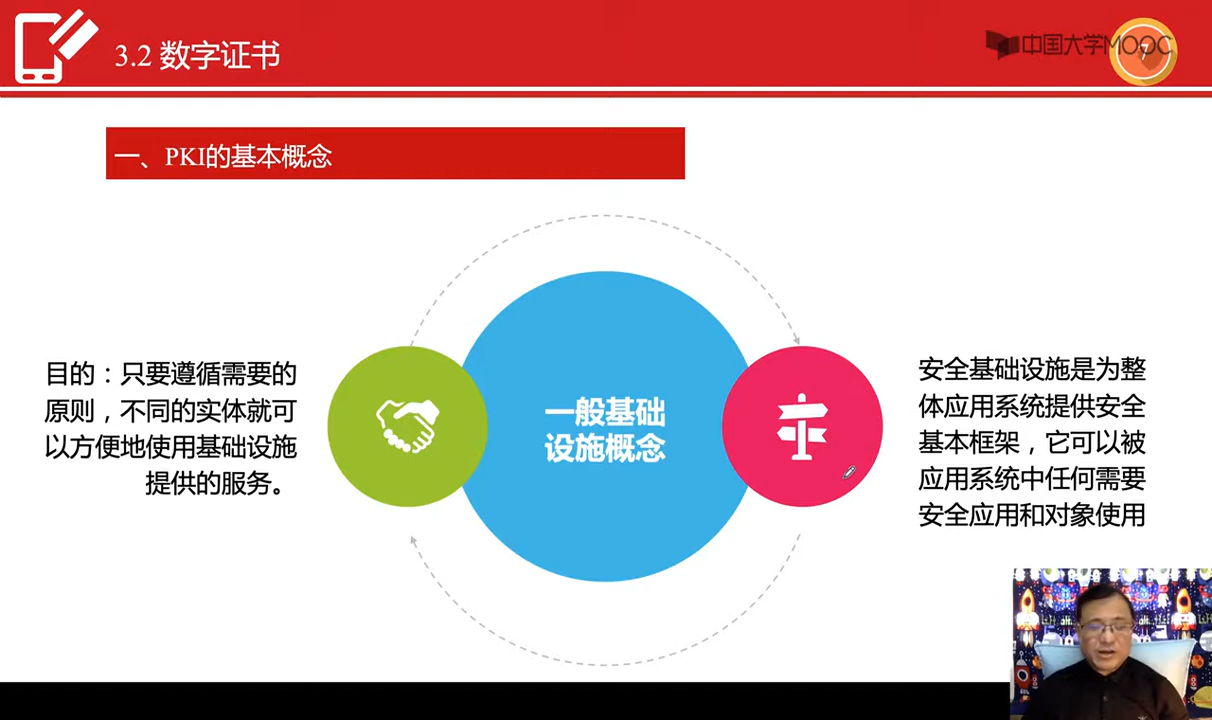 3.2 数字证书
中国大学MOOC
7
一、PKI的基本概念
目的：只要遵循需要的
原则，不同的实体就可
以方便地使用基础设施
提供的服务。
一般基础
设施概念
安全基础设施是为整
体应用系统提供安全
基本框架，它可以被
应用系统中任何需要
安全应用和对象使用